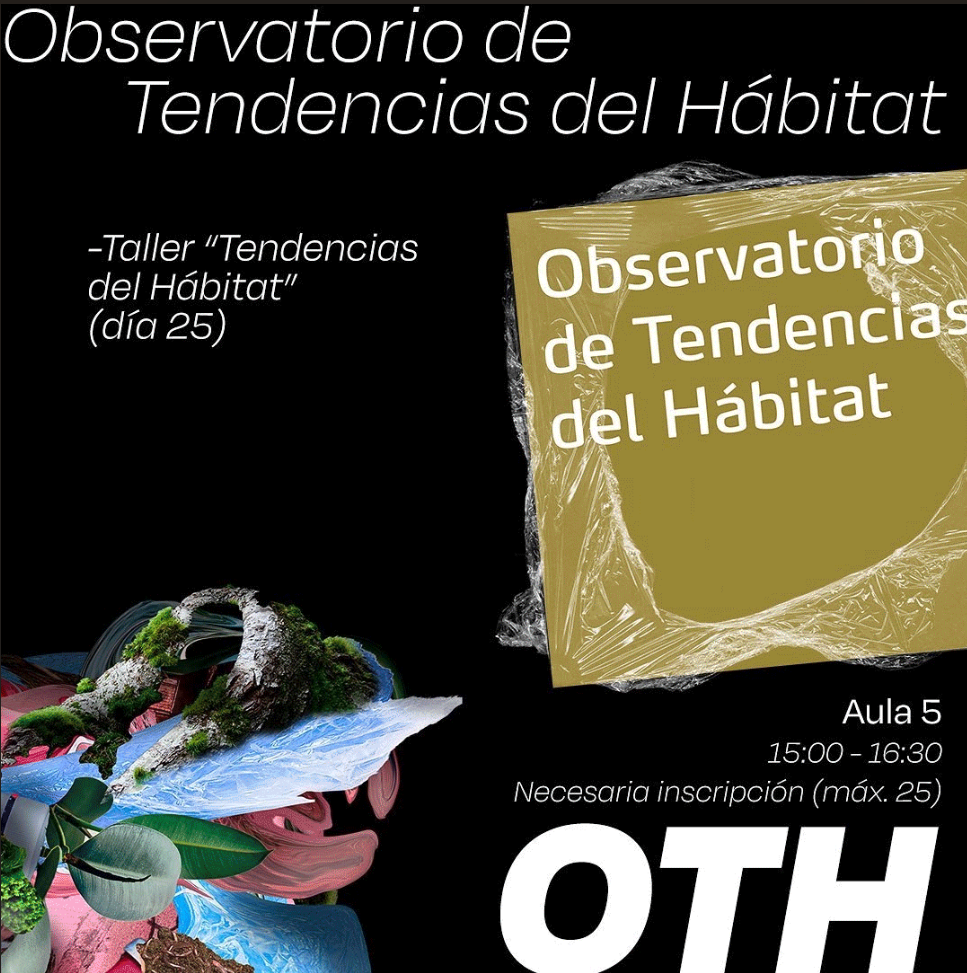 Observatorio de
Tendencias del Hábitat
-Taller “Tendencias
del Hábitat”
(día 25)
Observatorio
de Tendencias
del Hábitat
Aula 5
15:00 - 16:30
Necesaria inscripción (máx. 25)
OTH